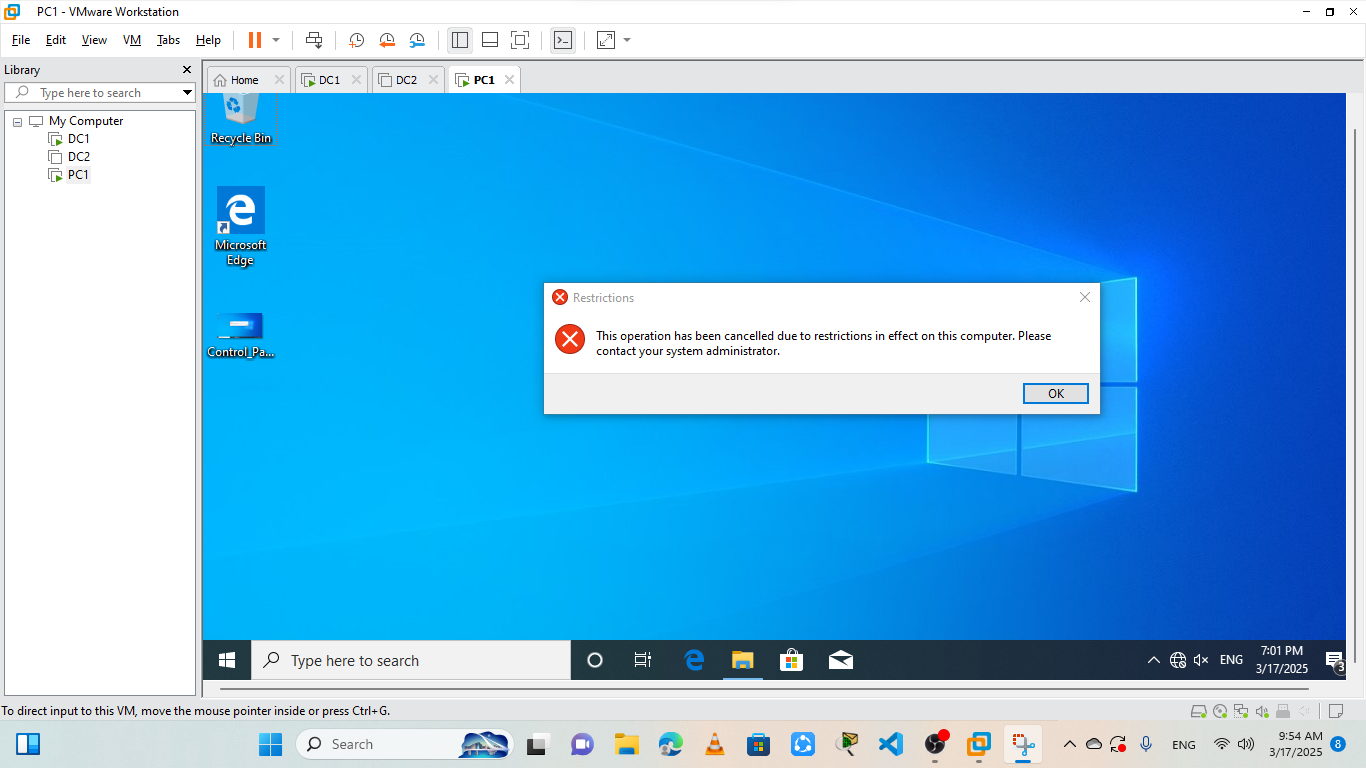 PC1 - VMware Workstation
File Edit View VM Tabs Help
Library
Type here to search
My Computer
DC1
DC2
PC1
Home
DC1
DC2
PC1
Recycle Bin
Microsoft
Edge
Control_Pa...
Restrictions
This operation has been cancelled due to restrictions in effect on this computer. Please
contact your system administrator.
OK
Type here to search
ENG
7:01 PM
3/17/2025
3
To direct input to this VM, move the mouse pointer inside or press Ctrl+G.
Search
ENG
9:54 AM
3/17/2025
8